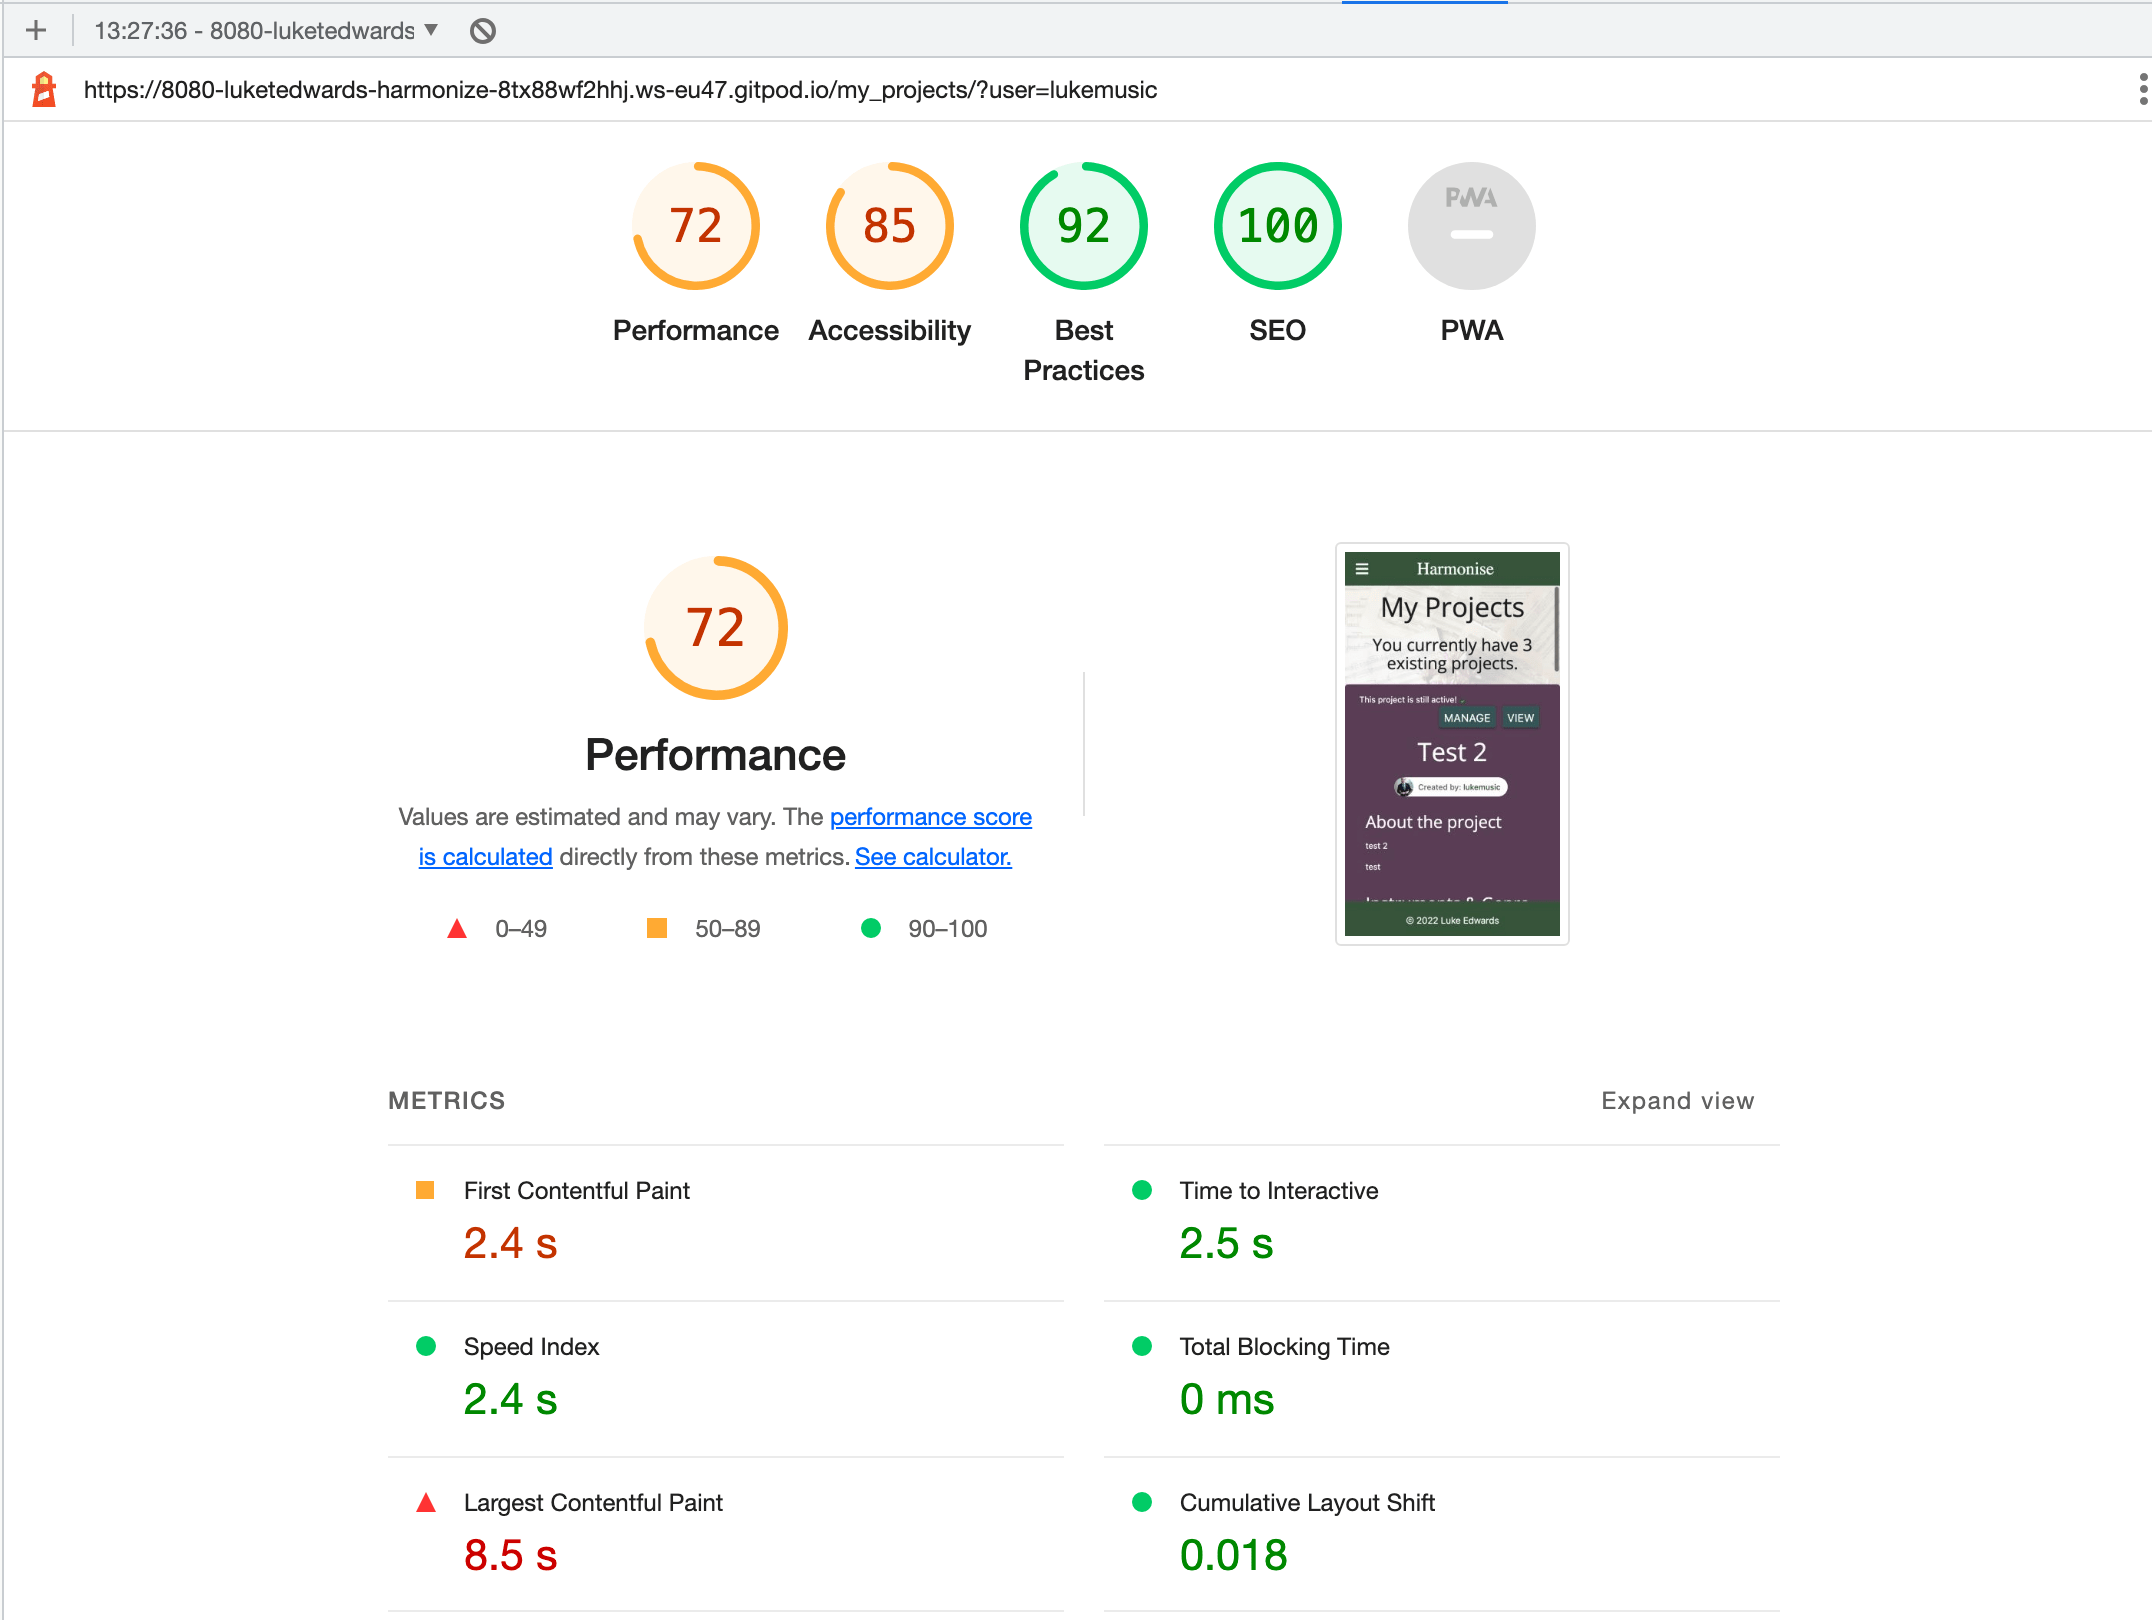 13:27:36 - 8080-luketedwards
https://8080-luketedwards-harmonize-8tx88wf2hhj.ws-eu47.gitpod.io/my_projects/?user=lukemusic
72
85
92
100
PWA
Performance
Accessibility
Best
Practices
SEO
PWA
72
Performance
Values are estimated and may vary. The performance score
is calculated directly from these metrics. See calculator.
0–49
50–89
90–100
Harmonise
My Projects
You currently have 3
existing projects.
This project is still active!
MANAGE
VIEW
Test 2
Created by: lukemusic
About the project
test 2
test
Instruments & Genre
© 2022 Luke Edwards
METRICS
Expand view
First Contentful Paint
2.4 s
Time to Interactive
2.5 s
Speed Index
2.4 s
Total Blocking Time
0 ms
Largest Contentful Paint
8.5 s
Cumulative Layout Shift
0.018